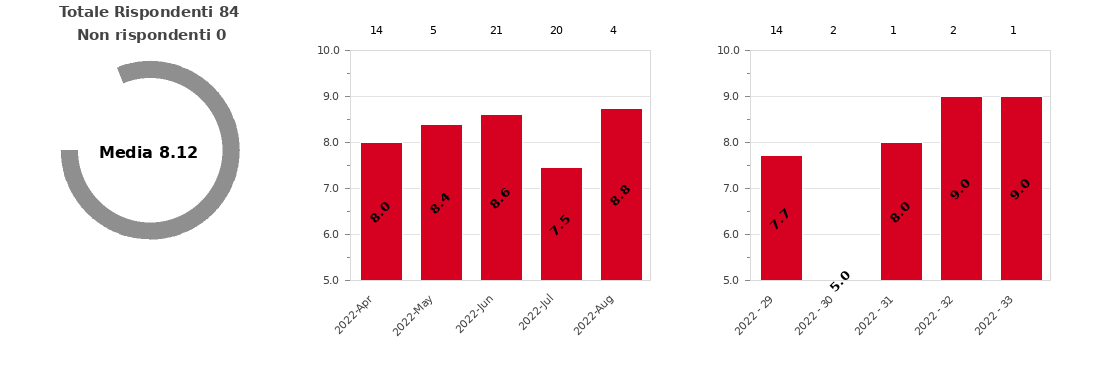 Totale Rispondenti 84
Non rispondenti 0
Media 8.12
14 5 21 20 4
10.0
9.0
8.0
7.0
6.0
5.0
8.0 8.4 8.6 7.5 8.8
2022-Apr 2022-May 2022-Jun 2022-Jul 2022-Aug
14 2 1 2 1
10.0
9.0
8.0
7.0
6.0
5.0
7.7 5.0 8.0 9.0 9.0
2022 - 29 2022 - 30 2022 - 31 2022 - 32 2022 - 33